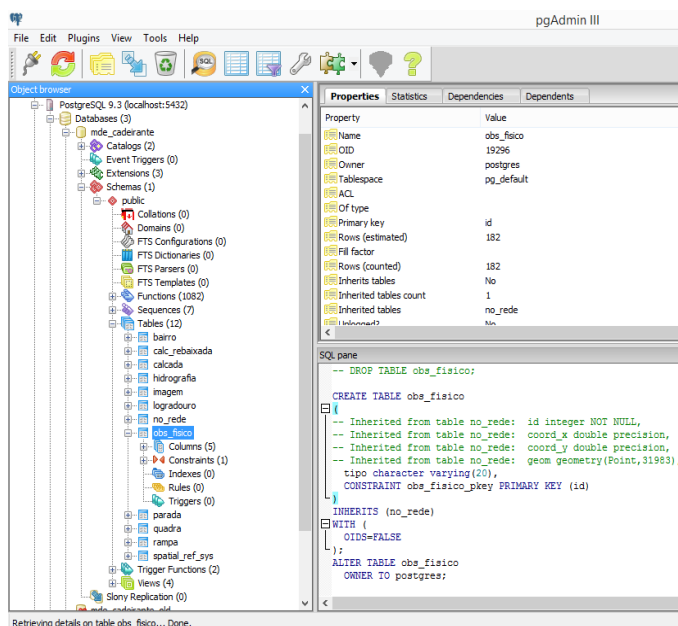 pgAdmin III
File Edit Plugins View Tools Help
SQL
Object browser X
PostgreSQL 9.3 (localhost:5432)
Databases (3)
mde_cadeirante
Catalogs (2)
Event Triggers (0)
Extensions (3)
Schemas (1)
public
Collations (0)
Domains (0)
FTS Configurations (0)
FTS Dictionaries (0)
FTS Parsers (0)
FTS Templates (0)
Functions (1082)
Sequences (7)
Tables (12)
bairro
calc_rebaixada
calcada
hidrografia
imagem
logradouro
no_rede
obs_fisico
Columns (5)
Constraints (1)
Indexes (0)
Rules (0)
Triggers (0)
parada
quadra
rampa
spatial_ref_sys
Trigger Functions (2)
Views (4)
Slony Replication (0)
mde_cadeirante_old
Properties Statistics Dependencies Dependents
Property Value
Name obs_fisico
OID 19296
Owner postgres
Tablespace pg_default
ACL
Of type
Primary key id
Rows (estimated) 182
Fill factor
Rows (counted) 182
Inherits tables No
Inherited tables count 1
Inherited tables no_rede
Unlogged? No
SQL pane
-- DROP TABLE obs_fisico;
CREATE TABLE obs_fisico
(
-- Inherited from table no_rede: id integer NOT NULL,
-- Inherited from table no_rede: coord_x double precision,
-- Inherited from table no_rede: coord_y double precision,
-- Inherited from table no_rede: geom geometry(Point,31983)
tipo character varying(20),
CONSTRAINT obs_fisico_pkey PRIMARY KEY (id)
)
INHERITS (no_rede)
WITH (
OIDS=FALSE
);
ALTER TABLE obs_fisico
OWNER TO postgres;
Retrieving details on table obs_fisico... Done.